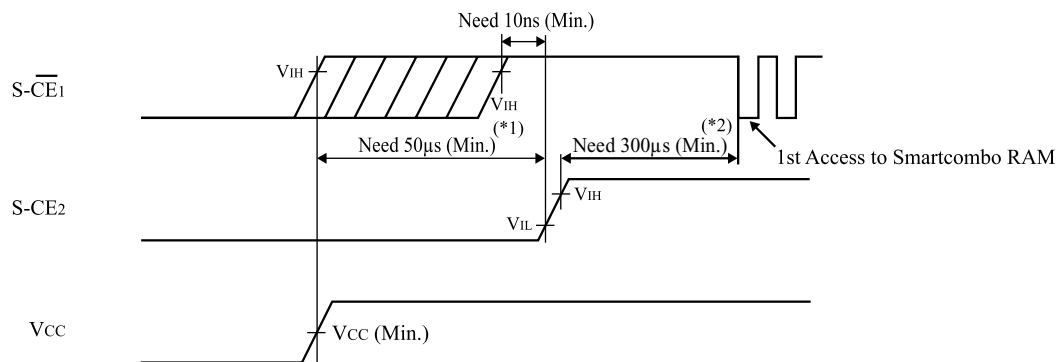 Need 10ns (Min.)
S-CE1
VIH
VIH
(*1)
(*2)
Need 50µs (Min.)
Need 300µs (Min.)
1st Access to Smartcombo RAM
S-CE2
VIH
VIL
VCC
VCC (Min.)